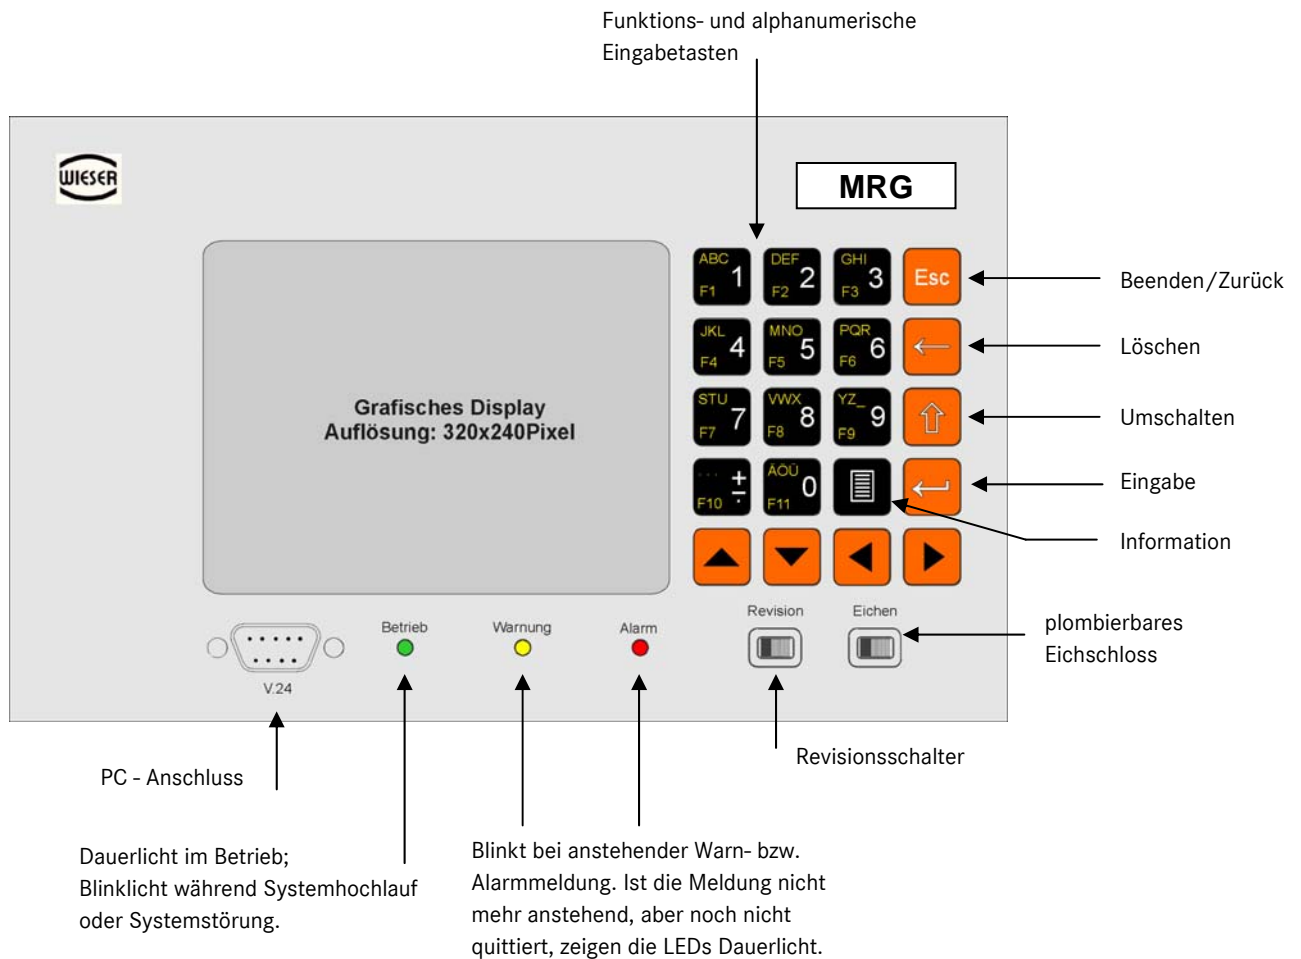 Funktions- und alphanumerische
Eingabetasten
WIESER
MRG
Grafisches Display
Auflösung: 320x240Pixel
ABC
1
F1
DEF
2
F2
GHI
3
F3
Esc
Beenden/Zurück
JKL
4
F4
MNO
5
F5
PQR
6
F6
Löschen
STU
7
F7
VWX
8
F8
YZ_
9
F9
Umschalten
...
±
.
F10
ÄÖÜ
0
F11
Eingabe
Information
Betrieb
Warnung
Alarm
Revision
Eichen
plombierbares
Eichschloss
V.24
PC - Anschluss
Revisionsschalter
Dauerlicht im Betrieb;
Blinklicht während Systemhochlauf
oder Systemstörung.
Blinkt bei anstehender Warn- bzw.
Alarmmeldung. Ist die Meldung nicht
mehr anstehend, aber noch nicht
quittiert, zeigen die LEDs Dauerlicht.